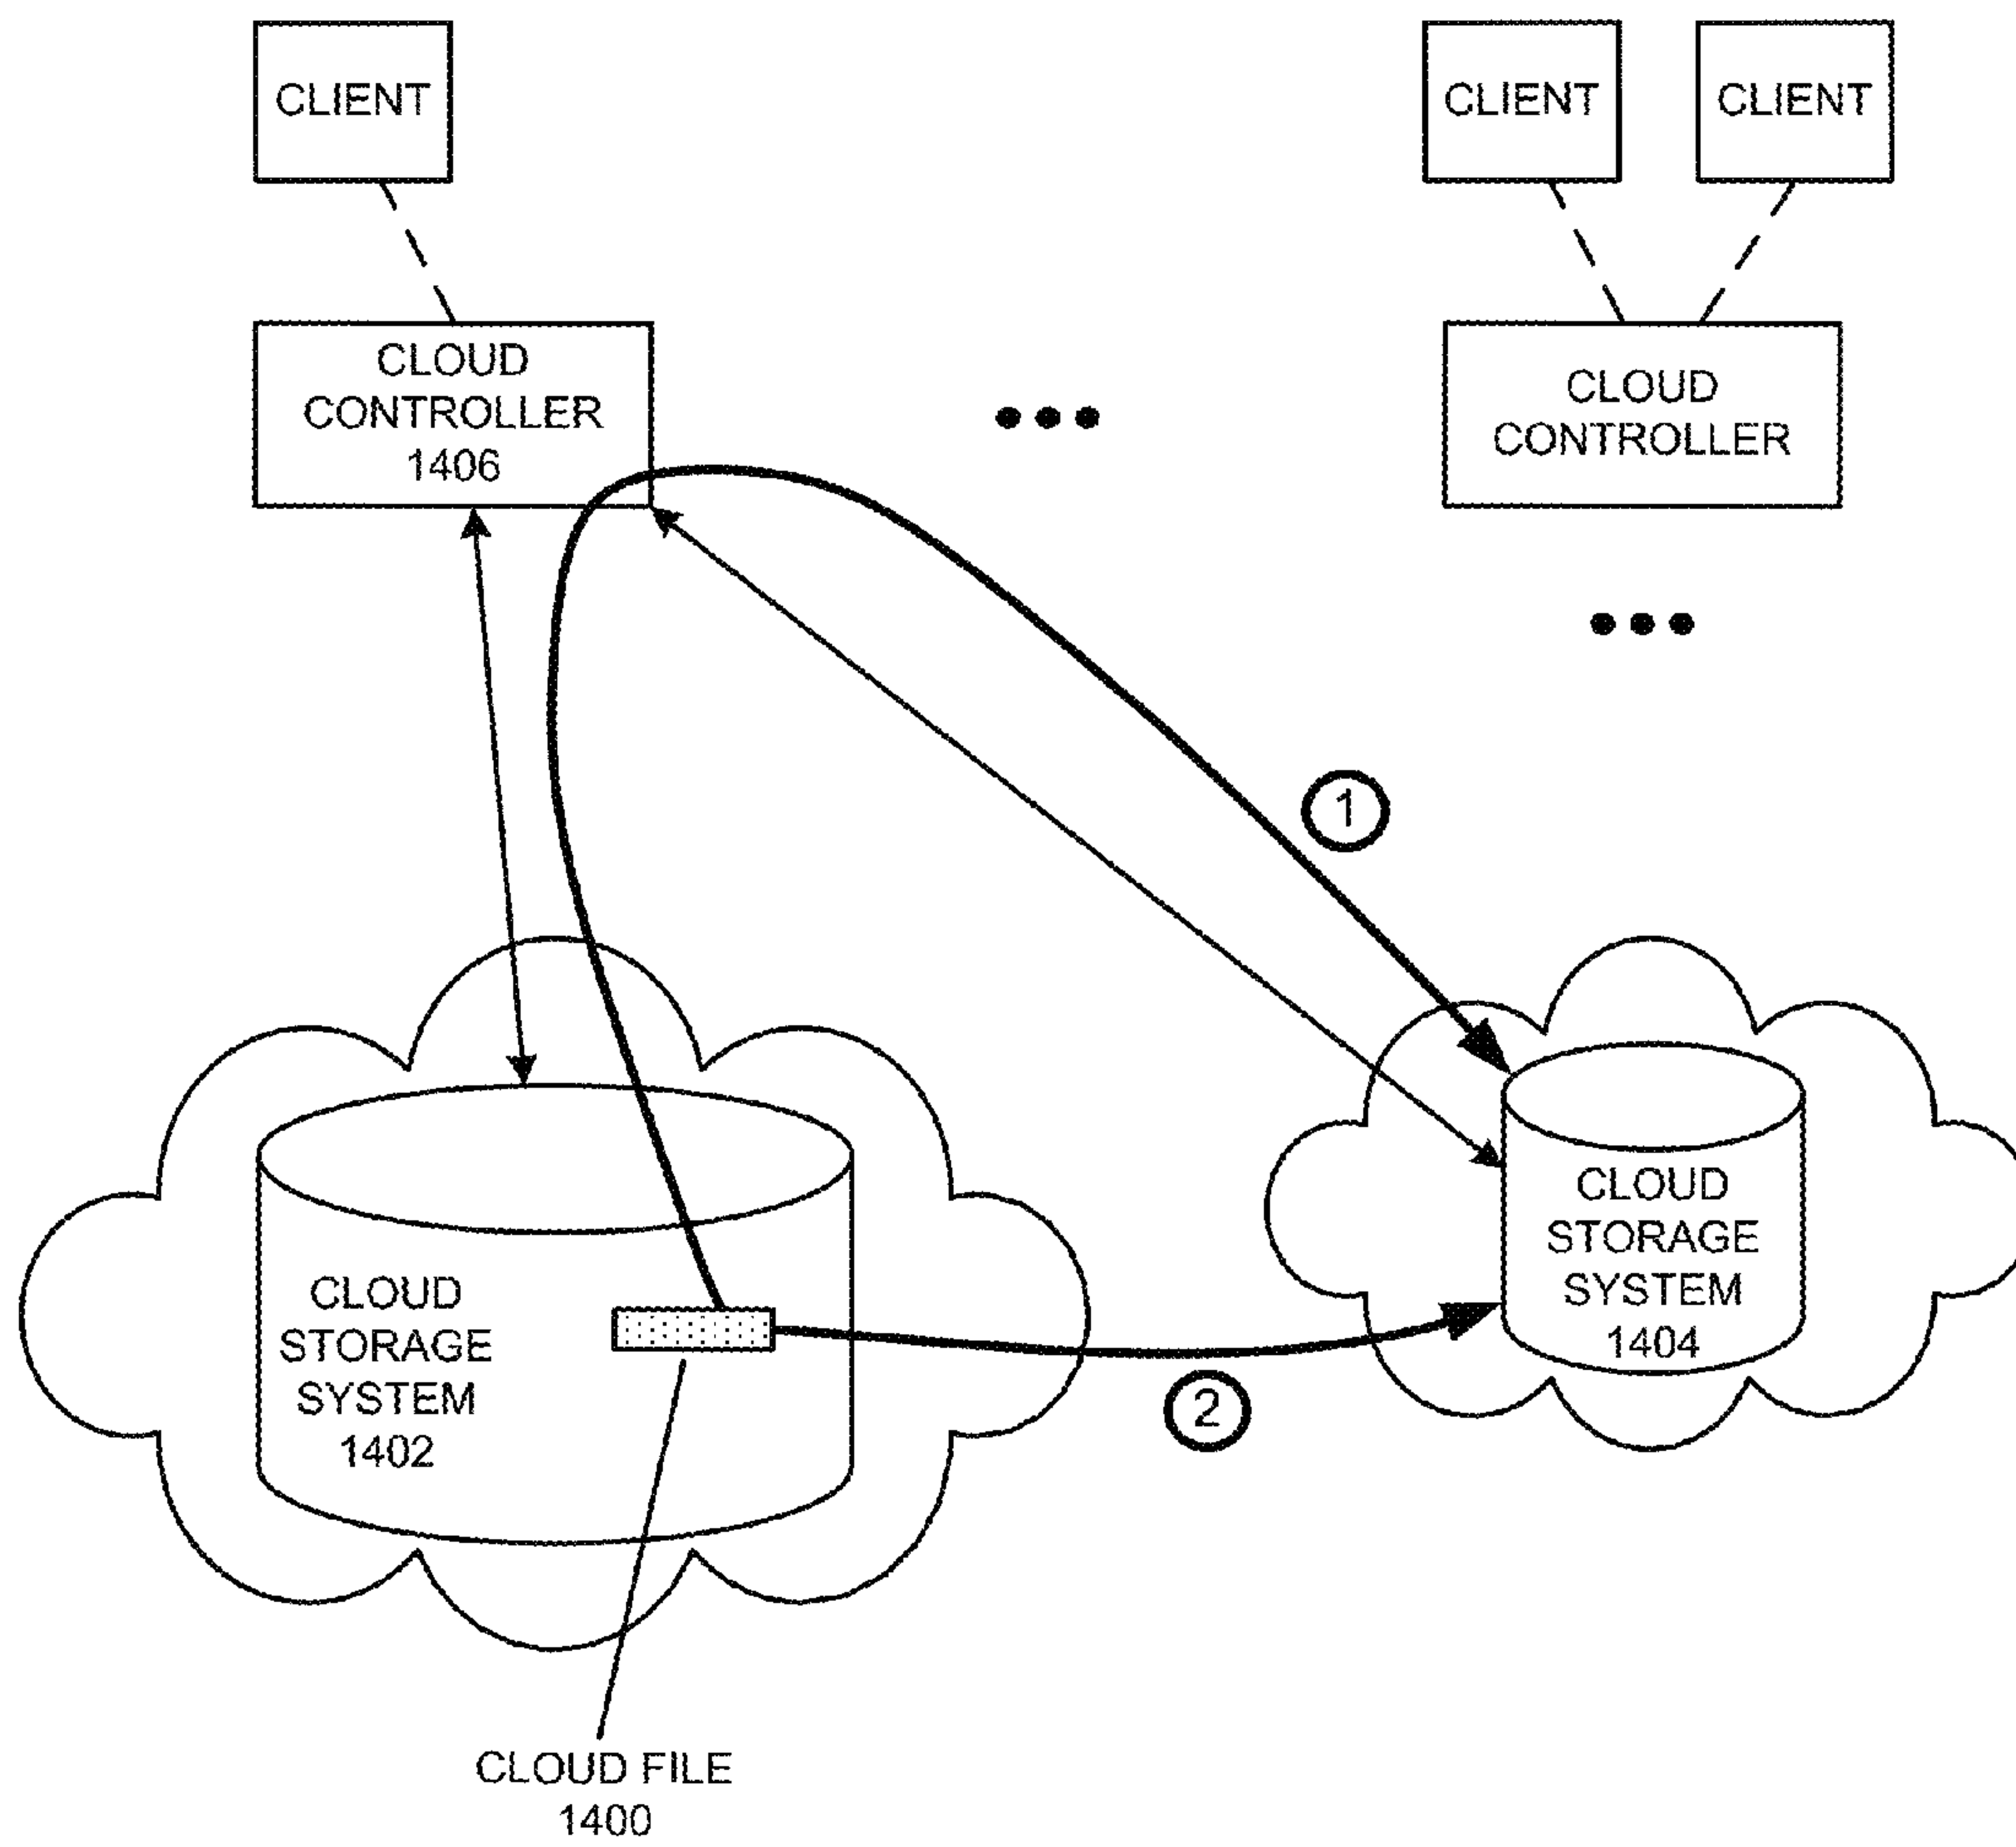 CLIENT
CLIENT
CLIENT
CLOUD
CONTROLLER
1406
CLOUD
CONTROLLER
1
CLOUD
STORAGE
SYSTEM
1404
CLOUD
STORAGE
SYSTEM
1402
2
CLOUD FILE
1400